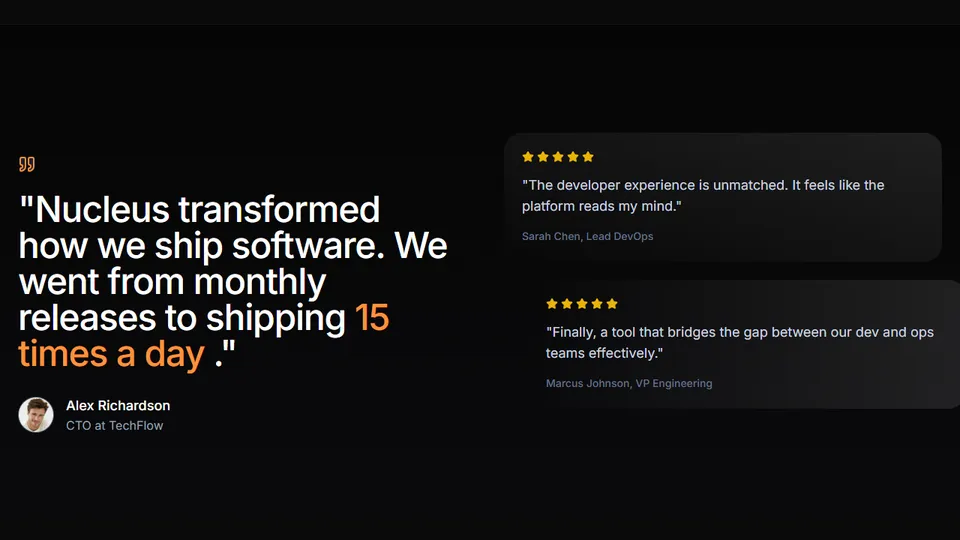 "Nucleus transformed
how we ship software. We
went from monthly
releases to shipping 15
times a day ."
Alex Richardson
CTO at TechFlow
"The developer experience is unmatched. It feels like the
platform reads my mind."
Sarah Chen, Lead DevOps
"Finally, a tool that bridges the gap between our dev and ops
teams effectively."
Marcus Johnson, VP Engineering